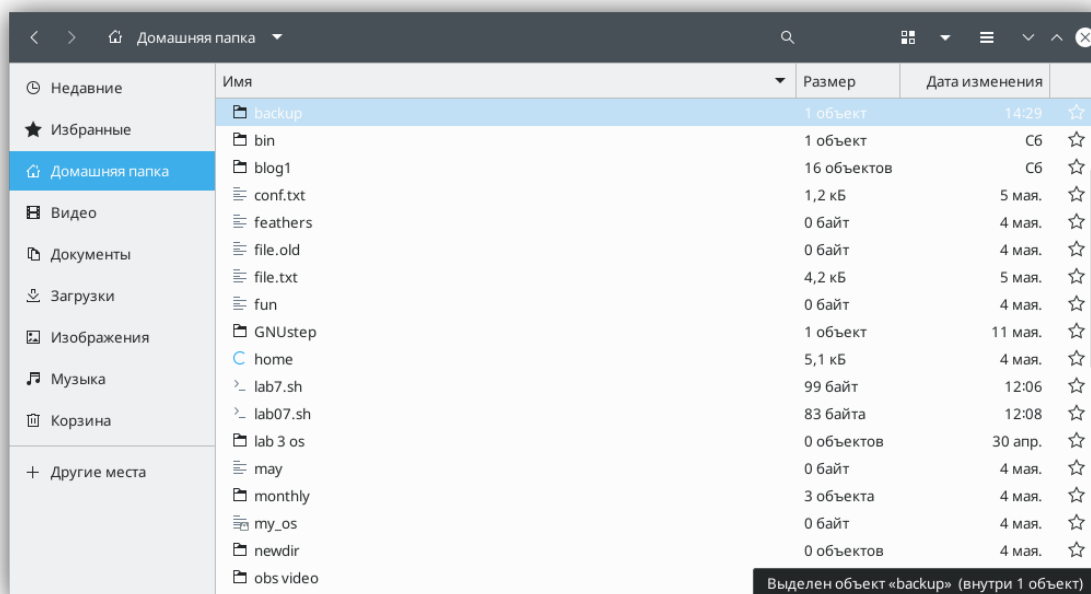 Домашняя папка
Недавние
Избранные
Домашняя папка
Видео
Документы
Загрузки
Изображения
Музыка
Корзина
Другие места
Имя Размер Дата изменения
backup 1 объект 14:29
bin 1 объект Сб
blog1 16 объектов Сб
conf.txt 1,2 кБ 5 мая.
feathers 0 байт 4 мая.
file.old 0 байт 4 мая.
file.txt 4,2 кБ 5 мая.
fun 0 байт 4 мая.
GNUstep 1 объект 11 мая.
home 5,1 кБ 4 мая.
lab7.sh 99 байт 12:06
lab07.sh 83 байта 12:08
lab 3 os 0 объектов 30 апр.
may 0 байт 4 мая.
monthly 3 объекта 4 мая.
my_os 0 байт 4 мая.
newdir 0 объектов 4 мая.
obs video
Выделен объект «backup» (внутри 1 объект)